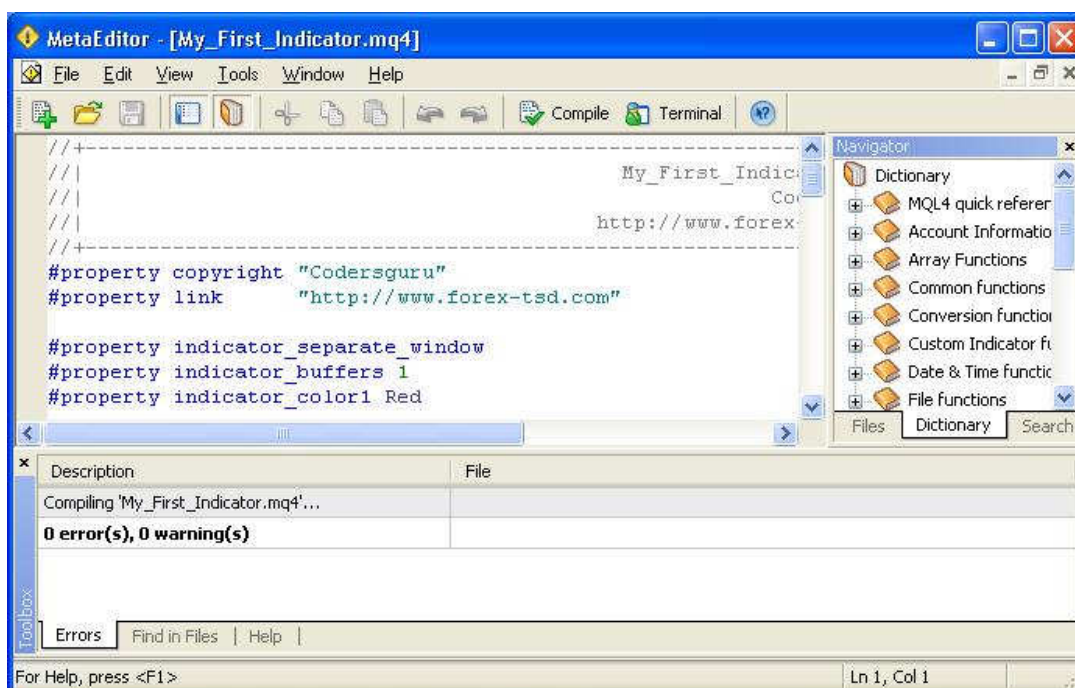 MetaEditor - [My_First_Indicator.mq4]
File Edit View Tools Window Help
Compile Terminal
//+------------------------------------------------------------------
//| My_First_Indic
//| Co
//| http://www.forex-
//+------------------------------------------------------------------
#property copyright "Codersguru"
#property link "http://www.forex-tsd.com"
#property indicator_separate_window
#property indicator_buffers 1
#property indicator_color1 Red
Navigator
Dictionary
MQL4 quick referen
Account Informatio
Array Functions
Common functions
Conversion function
Custom Indicator fu
Date & Time functio
File functions
Files Dictionary Search
Description File
Compiling 'My_First_Indicator.mq4'...
0 error(s), 0 warning(s)
Toolbox
Errors Find in Files | Help |
For Help, press <F1> Ln 1, Col 1